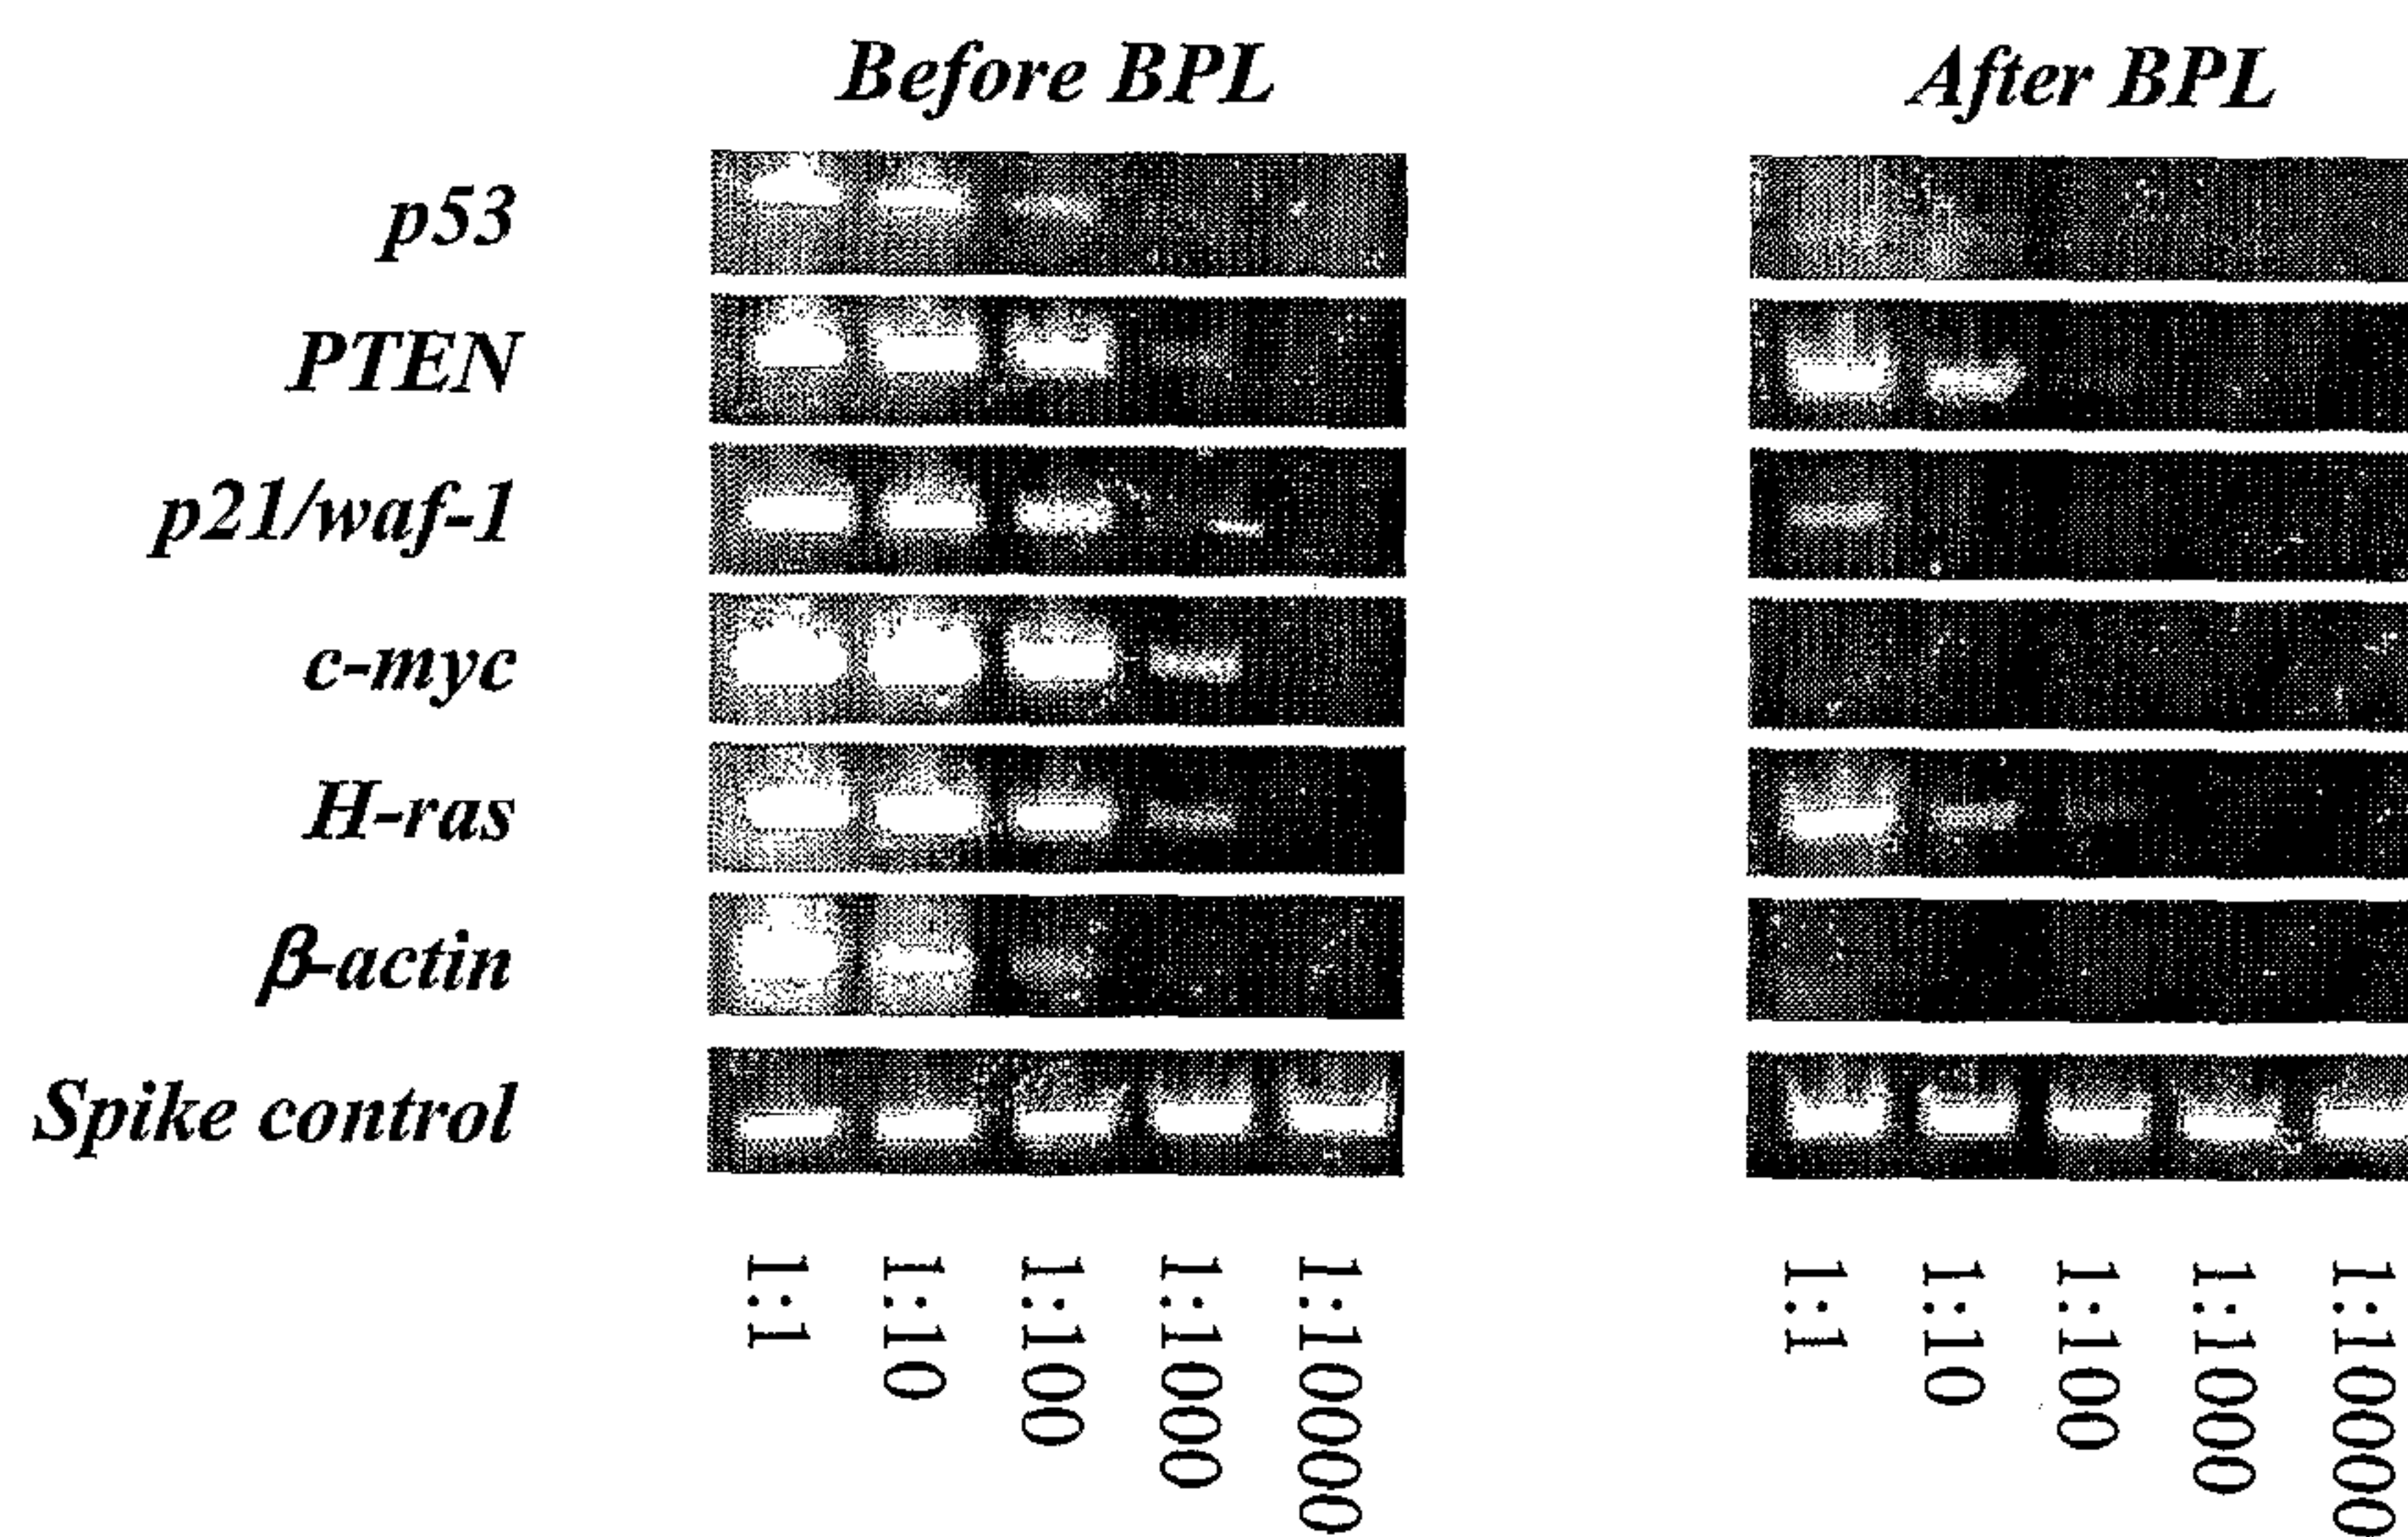 Before BPL After BPL
p53
PTEN
p21/waf-1
c-myc
H-ras
β-actin
Spike control
1:1 1:10 1:100 1:1000 1:10000 1:1 1:10 1:100 1:1000 1:10000